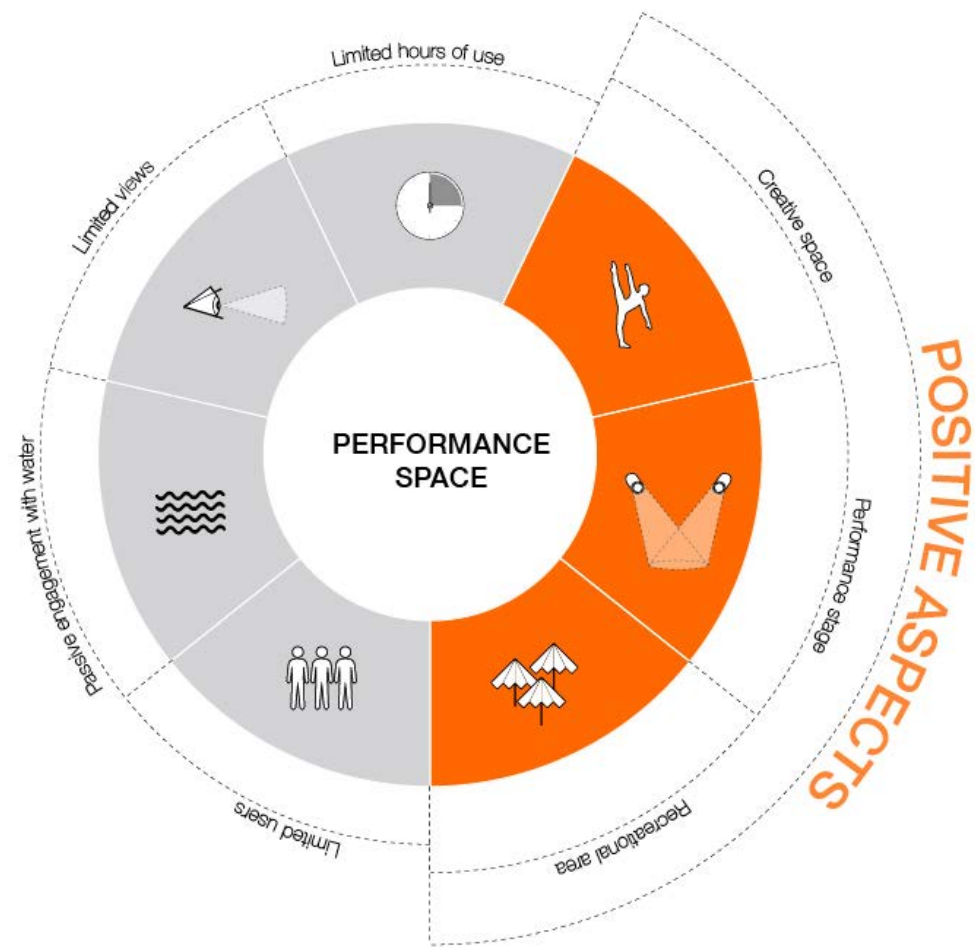 Limited hours of use
Creative space
Performance stage
Recreational area
Limited users
Passive engagement with water
Limited views
PERFORMANCE
SPACE
POSITIVE ASPECTS